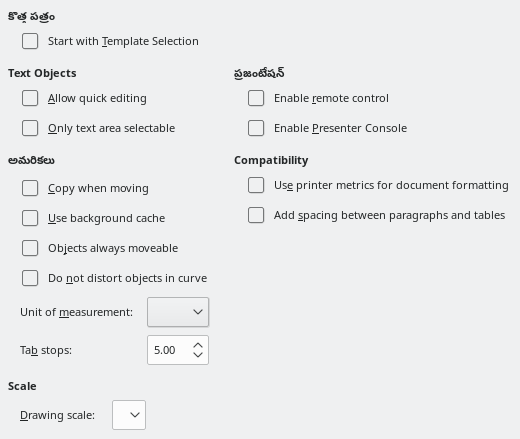 కొత్త పత్రం
Start with Template Selection
Text Objects
Allow quick editing
Only text area selectable
ప్రజంటేషన్
Enable remote control
Enable Presenter Console
అమరికలు
Copy when moving
Use background cache
Objects always moveable
Do not distort objects in curve
Unit of measurement:
Tab stops: 5.00
Compatibility
Use printer metrics for document formatting
Add spacing between paragraphs and tables
Scale
Drawing scale: